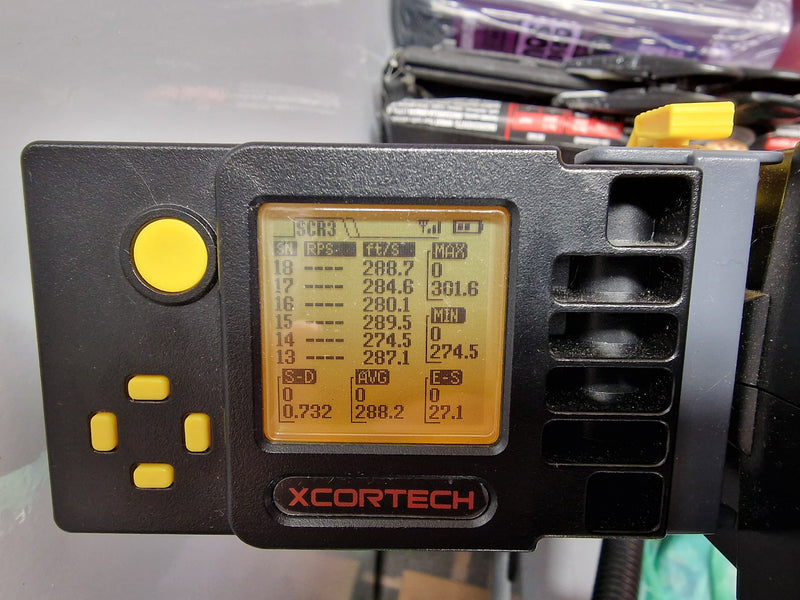 SCR3
SN RPS. ft/s MAX
18 ---- 288.7 0
17 ---- 284.6 301.6
16 ---- 280.1 MIN
15 ---- 289.5 0
14 ---- 274.5 274.5
13 ---- 287.1
S-D AWG E-S
0 0 0
0.732 288.2 27.1
XCORTECH